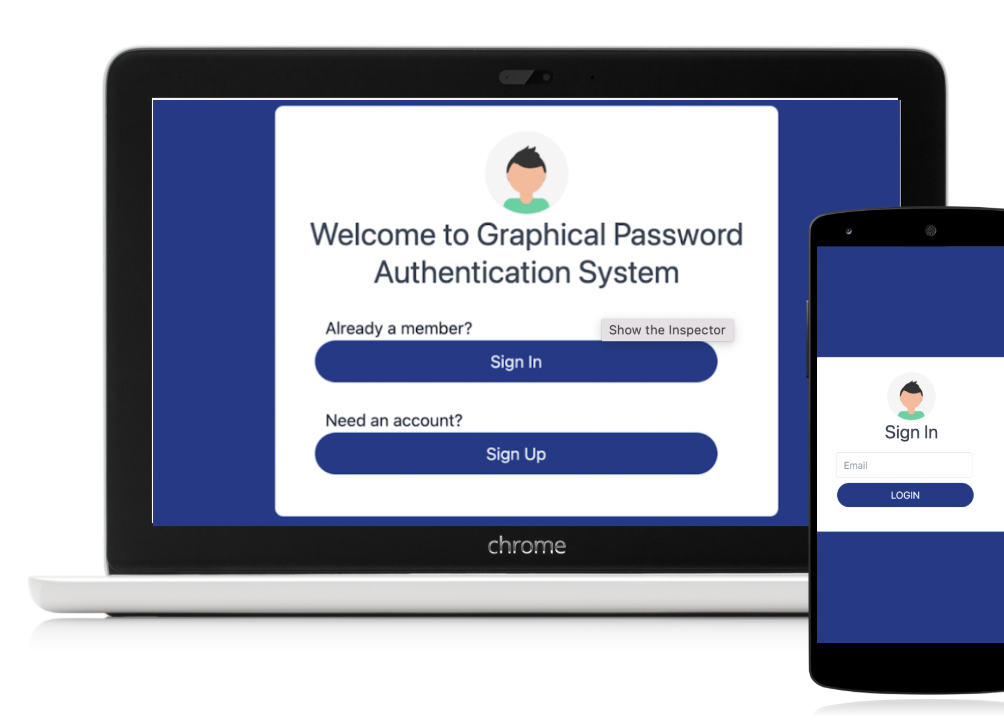 Welcome to Graphical Password
Authentication System
Already a member?
Show the Inspector
Sign In
Need an account?
Sign Up
chrome
Sign In
Email
LOGIN